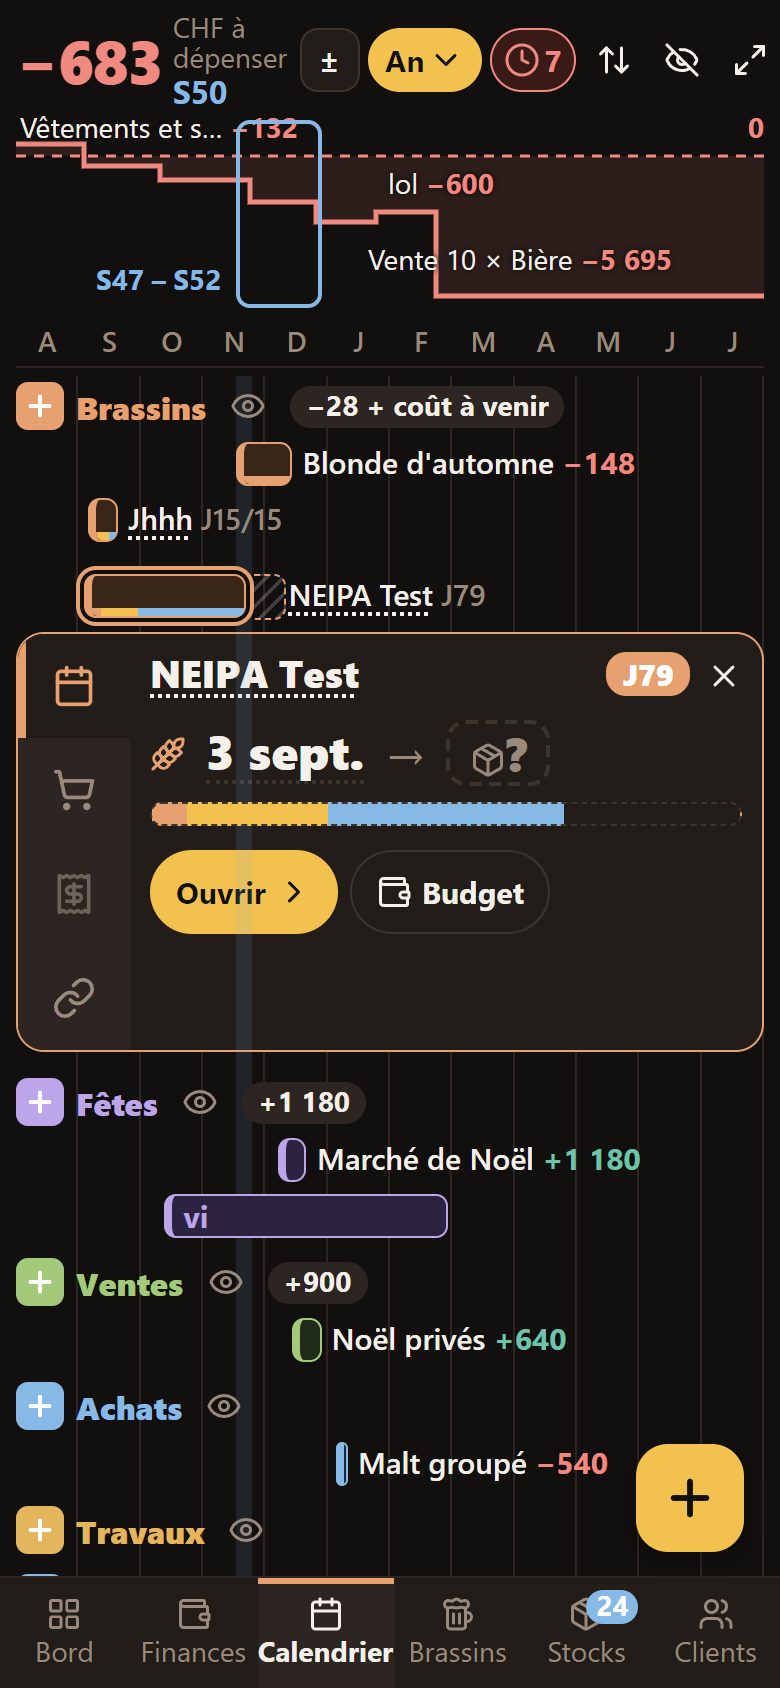 −683
CHF à
dépenser
S50
±
An
7
Vêtements et s... −132
0
lol −600
Vente 10 × Bière −5 695
S47 – S52
A S O N D J F M A M J J
Brassins
−28 + coût à venir
Blonde d'automne −148
Jhhh J15/15
NEIPA Test J79
NEIPA Test
J79
3 sept. → ?
Ouvrir
Budget
Fêtes
+1 180
Marché de Noël +1 180
vi
Ventes
+900
Noël privés +640
Achats
Malt groupé −540
Travaux
24
Bord Finances Calendrier Brassins Stocks Clients